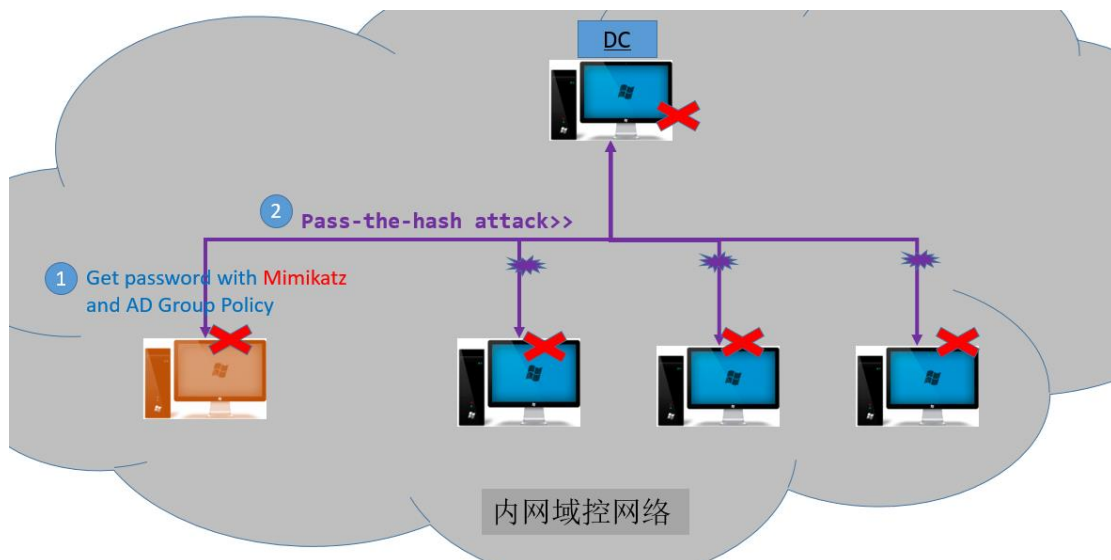 DC
2 Pass-the-hash attack>>
1 Get password with Mimikatz
and AD Group Policy
内网域控网络